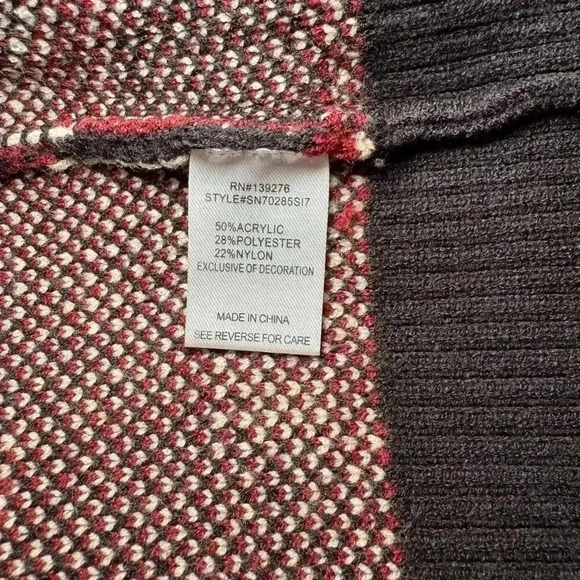 RN#139276
STYLE#SN70285SI7
50%ACRYLIC
28%POLYESTER
22%NYLON
EXCLUSIVE OF DECORATION
MADE IN CHINA
SEE REVERSE FOR CARE